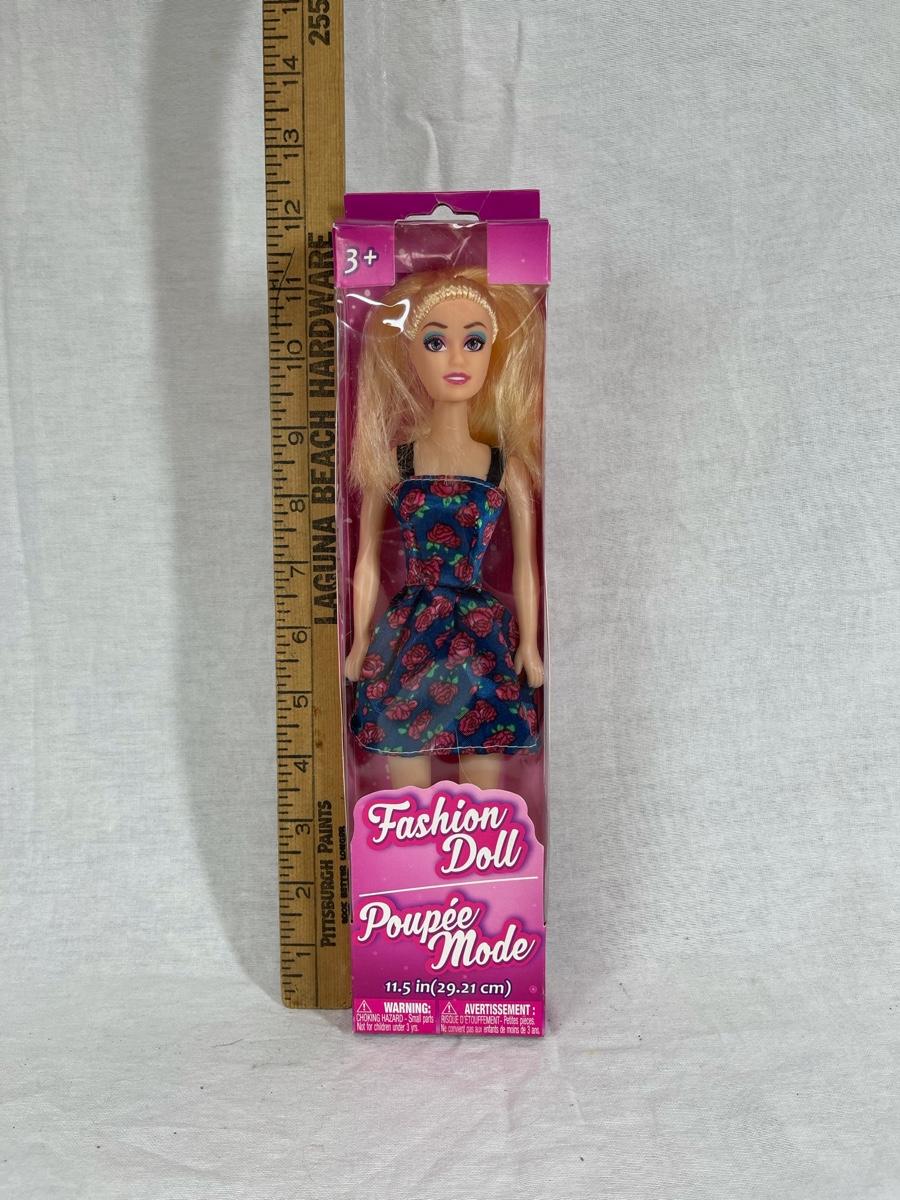 255
14
13
12
11
10
9
8
7
6
5
4
3
2
1
LAGUNA BEACH HARDWARE
PITTSBURGH PAINTS
LOOK BETTER LONGER
3+
Fashion
Doll
Poupée
Mode
11.5 in(29.21 cm)
WARNING:
CHOKING HAZARD - Small parts
Not for children under 3 yrs.
AVERTISSEMENT :
RISQUE D'ÉTOUFFEMENT - Petites pièces.
Ne convient pas aux enfants de moins de 3 ans.